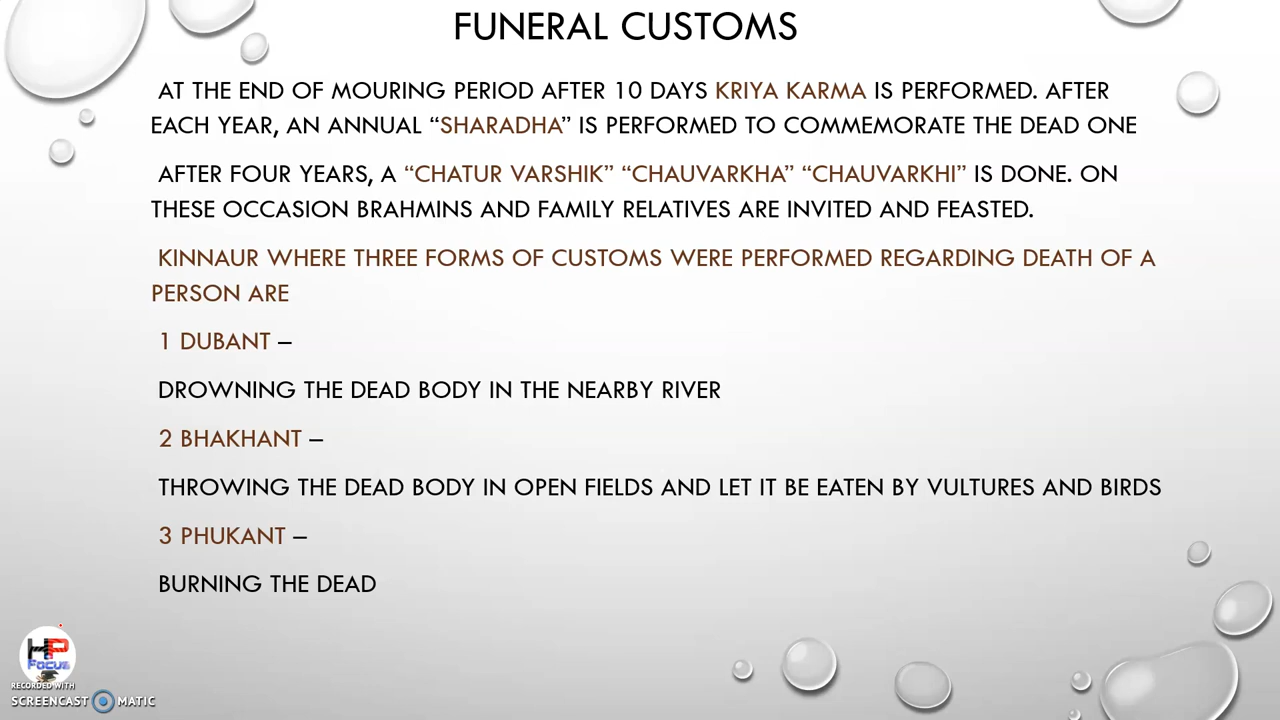 FUNERAL CUSTOMS
AT THE END OF MOURING PERIOD AFTER 10 DAYS KRIYA KARMA IS PERFORMED. AFTER
EACH YEAR, AN ANNUAL “SHARADHA” IS PERFORMED TO COMMEMORATE THE DEAD ONE
AFTER FOUR YEARS, A “CHATUR VARSHIK” “CHAUVARKHA” “CHAUVARKHI” IS DONE. ON
THESE OCCASION BRAHMINS AND FAMILY RELATIVES ARE INVITED AND FEASTED.
KINNAUR WHERE THREE FORMS OF CUSTOMS WERE PERFORMED REGARDING DEATH OF A
PERSON ARE
1 DUBANT –
DROWNING THE DEAD BODY IN THE NEARBY RIVER
2 BHAKHANT –
THROWING THE DEAD BODY IN OPEN FIELDS AND LET IT BE EATEN BY VULTURES AND BIRDS
3 PHUKANT –
BURNING THE DEAD
HP
Focus
RECORDED WITH
SCREENCAST MATIC